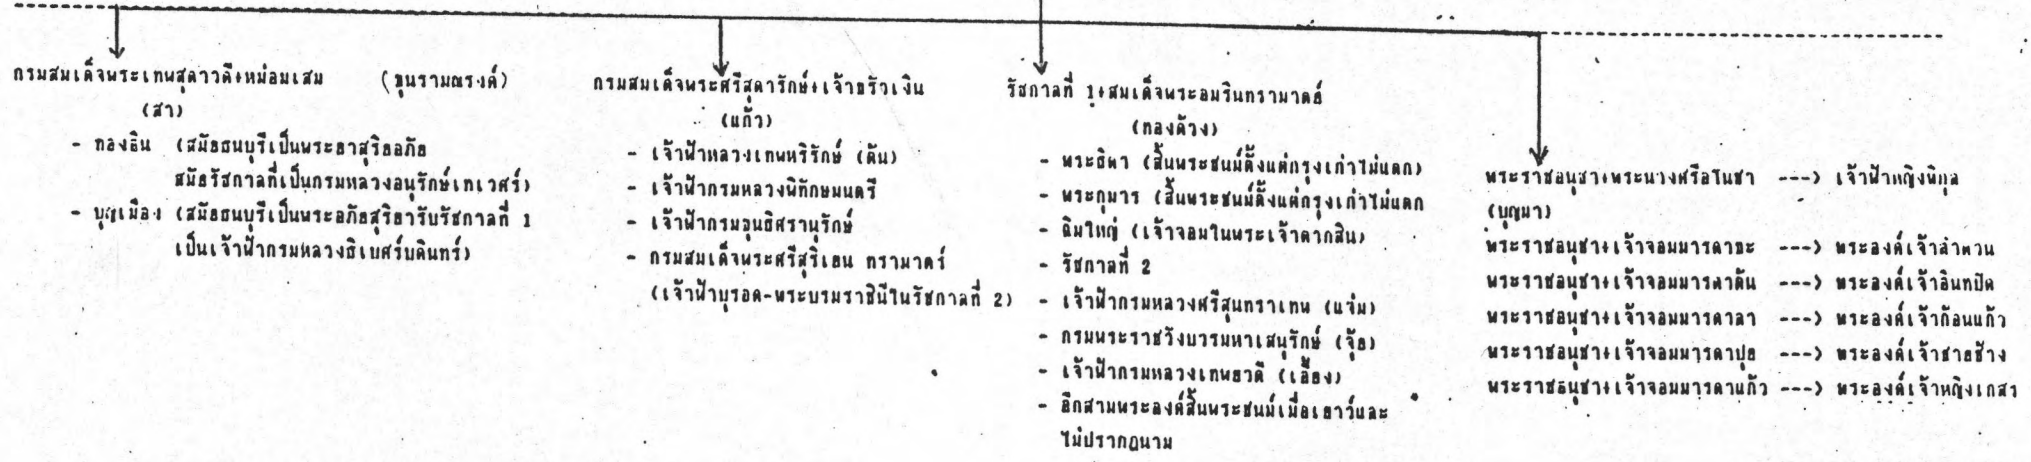 กรมสมเด็จพระเทพสุดาวดี+หม่อมเสม (ขุนรามณรงค์)
(สา)
- ทองอิน (สมัยธนบุรีเป็นพระยาสุริยอภัย
สมัยรัชกาลที่เป็นกรมหลวงอนุรักษ์เทเวศร์)
- บุญเมือง (สมัยธนบุรีเป็นพระอภัยสุริยารับรัชกาลที่ 1
เป็นเจ้าฟ้ากรมหลวงธิเบศร์บดินทร์)
กรมสมเด็จพระศรีสุดารักษ์+เจ้าขรัวเงิน
(แก้ว)
- เจ้าฟ้าหลวงเทพหริรักษ์ (ตัน)
- เจ้าฟ้ากรมหลวงพิทักษมนตรี
- เจ้าฟ้ากรมขุนอิศรานุรักษ์
- กรมสมเด็จพระศรีสุริเยน ทรามาตร์
(เจ้าฟ้าบุรอด-พระบรมราชินีในรัชกาลที่ 2)
รัชกาลที่ 1+สมเด็จพระอมรินทรามาตย์
(ทองด้วง)
- พระธิดา (สิ้นพระชนม์ตั้งแต่กรุงเก่าไม่แตก)
- พระกุมาร (สิ้นพระชนม์ตั้งแต่กรุงเก่าไม่แตก
- ฉิมใหญ่ (เจ้าจอมในพระเจ้าตากสิน)
- รัชกาลที่ 2
- เจ้าฟ้ากรมหลวงศรีสุนทราเทพ (แจ่ม)
- กรมพระราชวังบวรมหาเสนุรักษ์ (จุ้ย)
- เจ้าฟ้ากรมหลวงเทพยวดี (เอี้ยง)
- อีกสามพระองค์สิ้นพระชนม์เมื่อเยาว์และ
ไม่ปรากฏนาม
พระราชอนุชา+พระนางศรีอโนชา ---> เจ้าฟ้าหญิงพิกุล
(บุญมา)
พระราชอนุชา+เจ้าจอมมารดาขะ ---> พระองค์เจ้าลำดวน
พระราชอนุชา+เจ้าจอมมารดาตัน ---> พระองค์เจ้าอินทปัต
พระราชอนุชา+เจ้าจอมมารดาลา ---> พระองค์เจ้าก้อนแก้ว
พระราชอนุชา+เจ้าจอมมารดาปุย ---> พระองค์เจ้าช้าง
พระราชอนุชา+เจ้าจอมมารดาแก้ว ---> พระองค์เจ้าหญิงเกสร